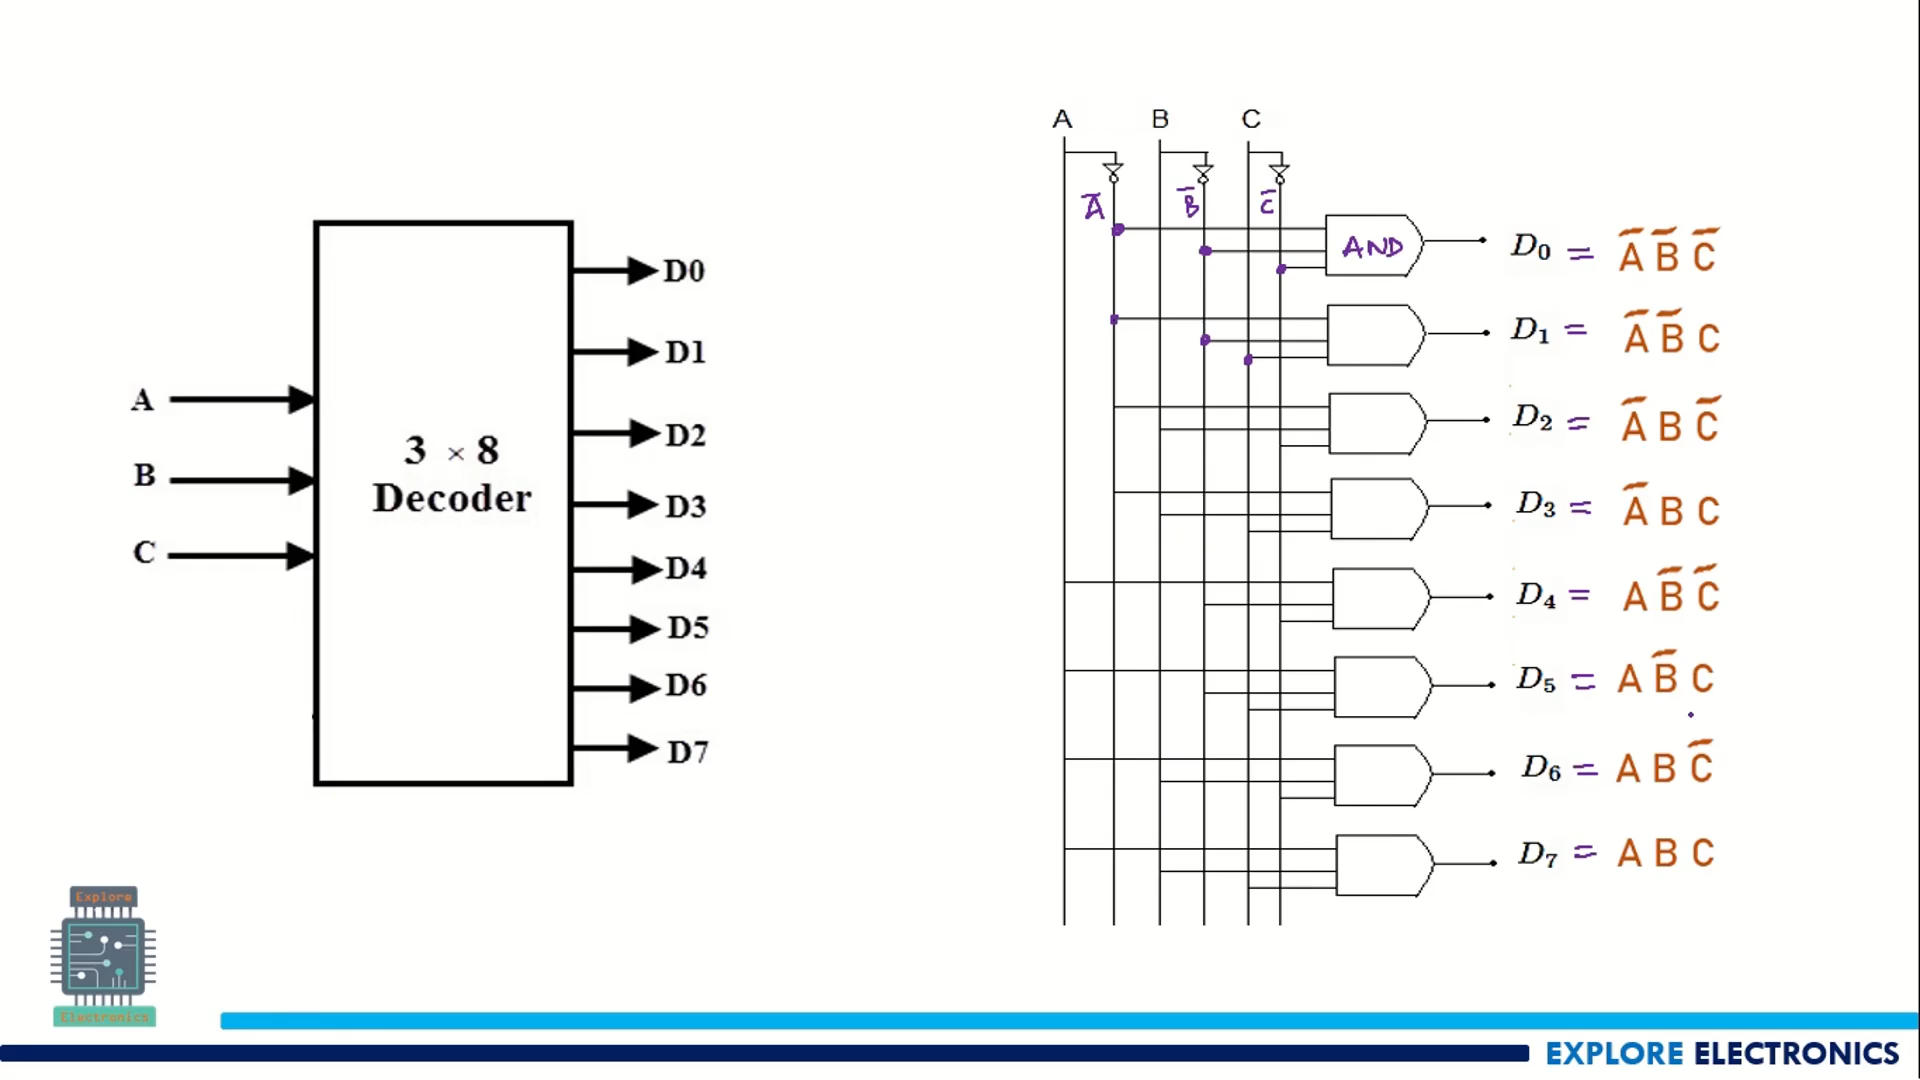 A
B
C
3 × 8
Decoder
D0
D1
D2
D3
D4
D5
D6
D7
A B C
A̅ B̅ C̅
AND
D₀ = A̅ B̅ C̅
D₁ = A̅ B̅ C
D₂ = A̅ B C̅
D₃ = A̅ B C
D₄ = A B̅ C̅
D₅ = A B̅ C
D₆ = A B C̅
D₇ = A B C
Explore
Electronics
EXPLORE ELECTRONICS